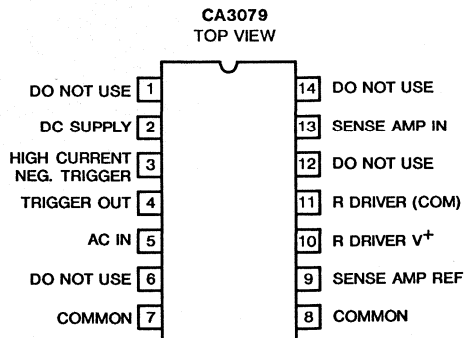 CA3079
TOP VIEW
DO NOT USE 1
DC SUPPLY 2
HIGH CURRENT
NEG. TRIGGER 3
TRIGGER OUT 4
AC IN 5
DO NOT USE 6
COMMON 7
14 DO NOT USE
13 SENSE AMP IN
12 DO NOT USE
11 R DRIVER (COM)
10 R DRIVER V+
9 SENSE AMP REF
8 COMMON